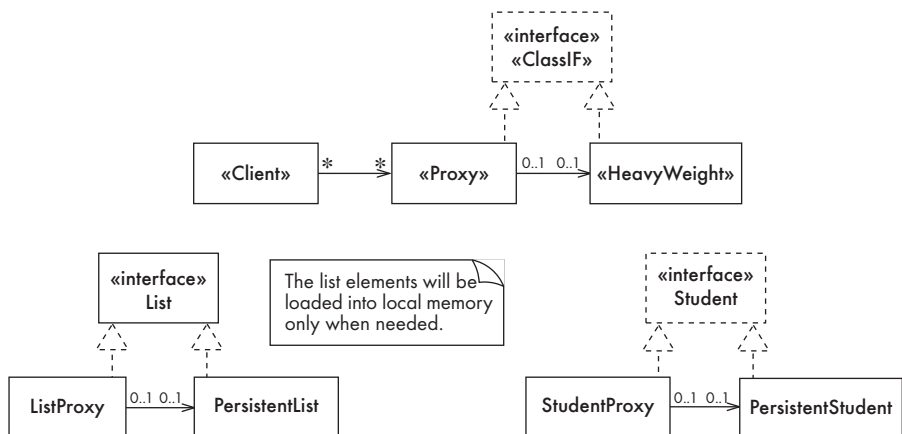 «interface»
«ClassIF»
«Client»
*
*
«Proxy»
0..1
0..1
«HeavyWeight»
«interface»
List
The list elements will be
loaded into local memory
only when needed.
«interface»
Student
ListProxy
0..1
0..1
PersistentList
StudentProxy
0..1
0..1
PersistentStudent